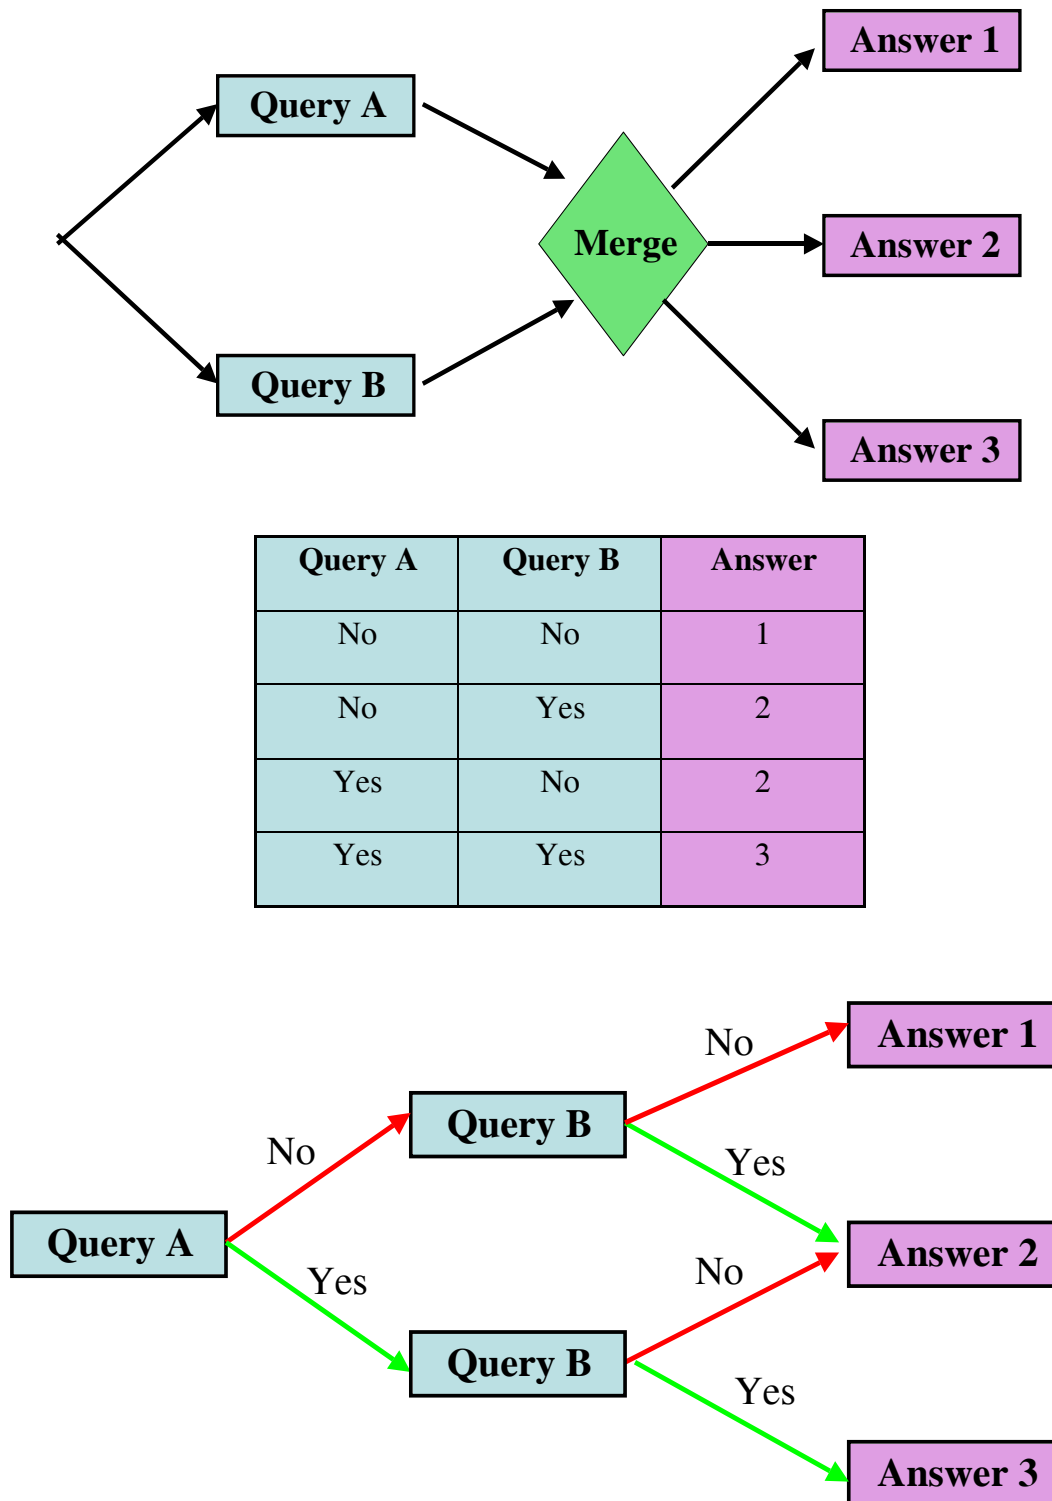 Answer 1
Query A
Merge
Answer 2
Query B
Answer 3
Query A Query B Answer
No No 1
No Yes 2
Yes No 2
Yes Yes 3
Answer 1
No
Query B
No
Yes
Query A
Answer 2
Yes
No
Query B
Yes
Answer 3